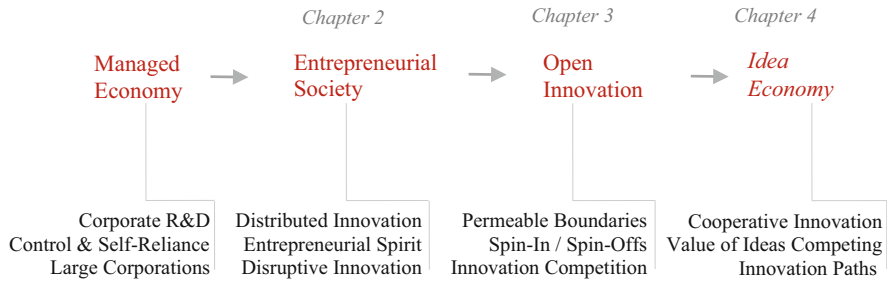 Chapter 2
Chapter 3
Chapter 4
Managed
Economy
Entrepreneurial
Society
Open
Innovation
Idea
Economy
Corporate R&D
Control & Self-Reliance
Large Corporations
Distributed Innovation
Entrepreneurial Spirit
Disruptive Innovation
Permeable Boundaries
Spin-In / Spin-Offs
Innovation Competition
Cooperative Innovation
Value of Ideas Competing
Innovation Paths